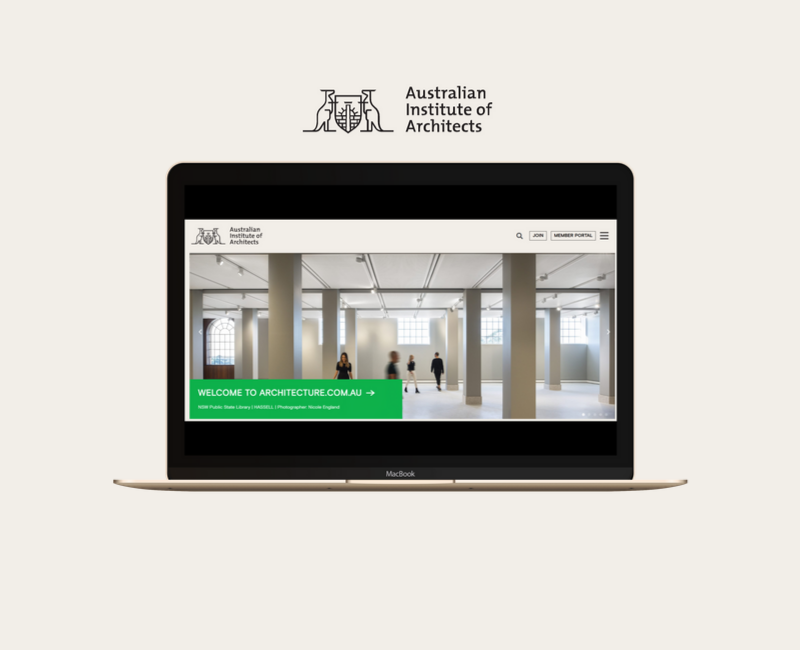 Australian
Institute of
Architects
Australian
Institute of
Architects
JOIN
MEMBER PORTAL
WELCOME TO ARCHITECTURE.COM.AU →
NSW Public State Library | HASSELL | Photographer: Nicole England
MacBook